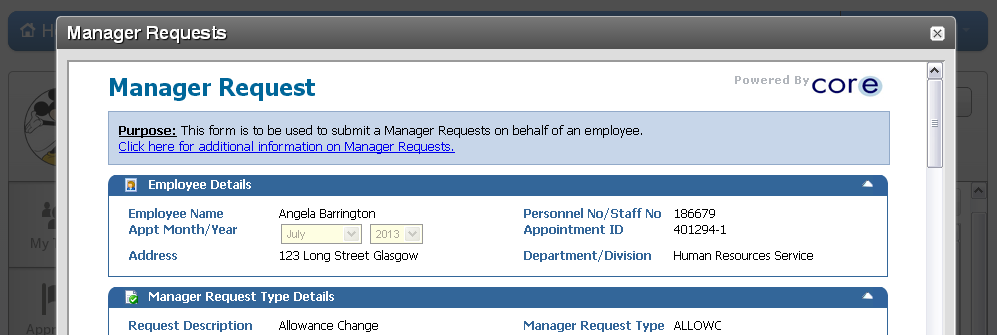 H
Manager Requests
Manager Request
Powered By core
Purpose: This form is to be used to submit a Manager Requests on behalf of an employee.
Click here for additional information on Manager Requests.
Employee Details
Employee Name Angela Barrington Personnel No/Staff No 186679
Appt Month/Year July 2013 Appointment ID 401294-1
Address 123 Long Street Glasgow Department/Division Human Resources Service
My T
Manager Request Type Details
Appr
Request Description Allowance Change Manager Request Type ALLOWC